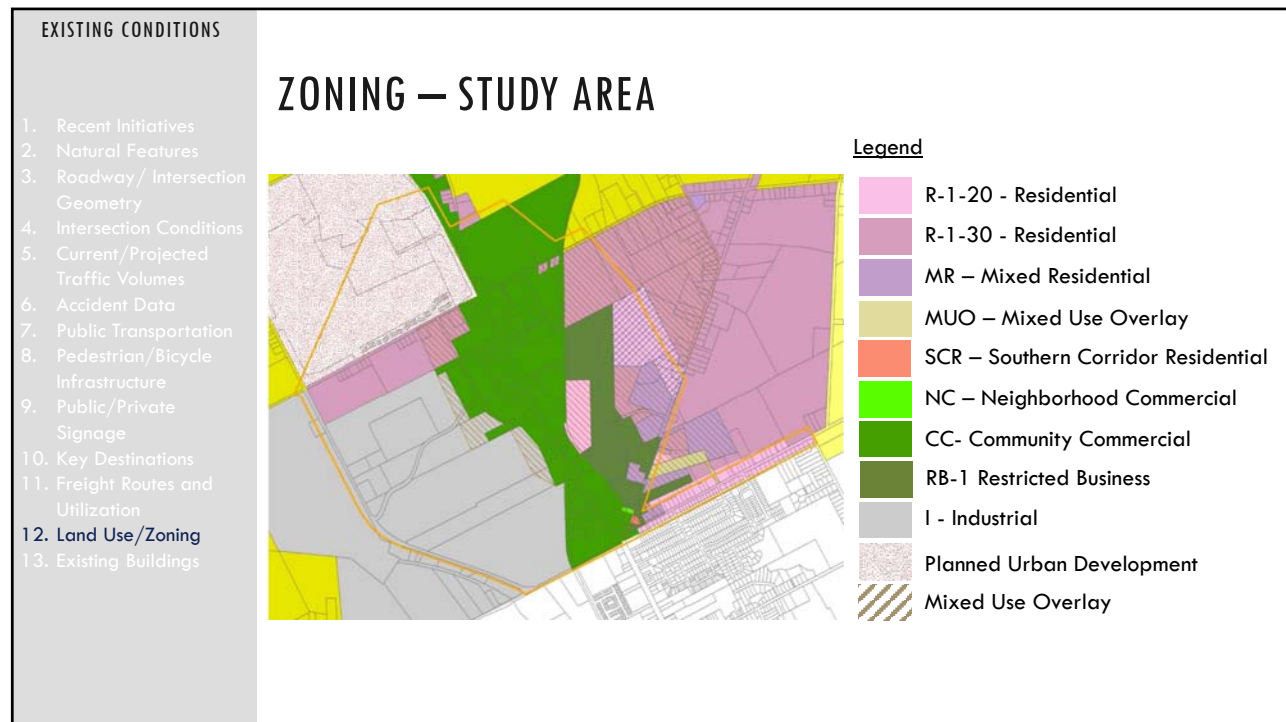 EXISTING CONDITIONS
1. Recent Initiatives
2. Natural Features
3. Roadway/ Intersection
Geometry
4. Intersection Conditions
5. Current/Projected
Traffic Volumes
6. Accident Data
7. Public Transportation
8. Pedestrian/Bicycle
Infrastructure
9. Public/Private
Signage
10. Key Destinations
11. Freight Routes and
Utilization
12. Land Use/Zoning
13. Existing Buildings
ZONING – STUDY AREA
Legend
R-1-20 - Residential
R-1-30 - Residential
MR – Mixed Residential
MUO – Mixed Use Overlay
SCR – Southern Corridor Residential
NC – Neighborhood Commercial
CC- Community Commercial
RB-1 Restricted Business
I - Industrial
Planned Urban Development
Mixed Use Overlay